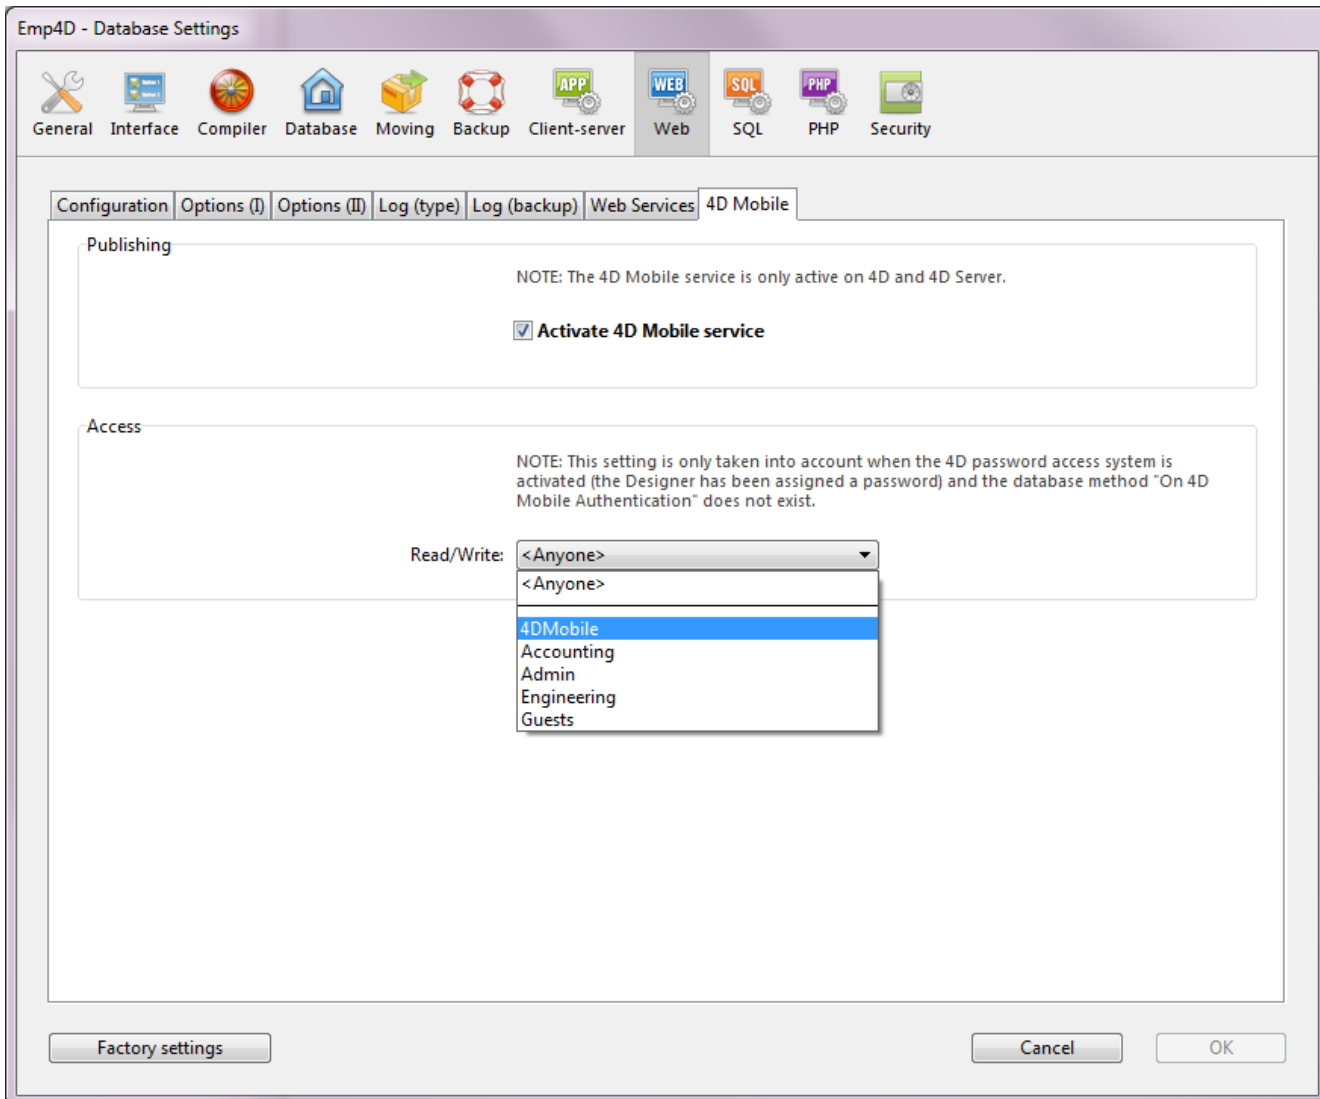 Emp4D - Database Settings
APP WEB SQL PHP
General Interface Compiler Database Moving Backup Client-server Web SQL PHP Security
Configuration Options (I) Options (II) Log (type) Log (backup) Web Services 4D Mobile
Publishing
NOTE: The 4D Mobile service is only active on 4D and 4D Server.
Activate 4D Mobile service
Access
NOTE: This setting is only taken into account when the 4D password access system is
activated (the Designer has been assigned a password) and the database method "On 4D
Mobile Authentication" does not exist.
Read/Write: <Anyone>
<Anyone>
4DMobile
Accounting
Admin
Engineering
Guests
Factory settings Cancel OK